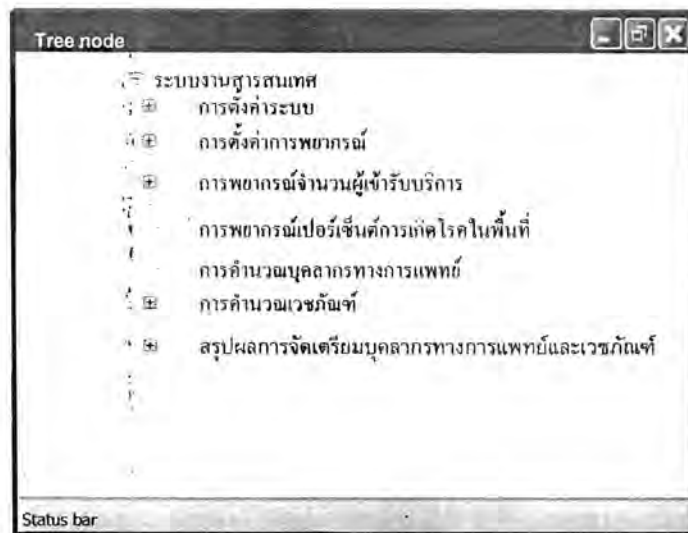 Tree node
ระบบงานสารสนเทศ
การตั้งค่าระบบ
การตั้งค่าการพยากรณ์
การพยากรณ์จำนวนผู้เข้ารับบริการ
การพยากรณ์เปอร์เซ็นต์การเกิดโรคในพื้นที่
การคำนวณบุคลากรทางการแพทย์
การคำนวณเวชภัณฑ์
สรุปผลการจัดเตรียมบุคลากรทางการแพทย์และเวชภัณฑ์
Status bar